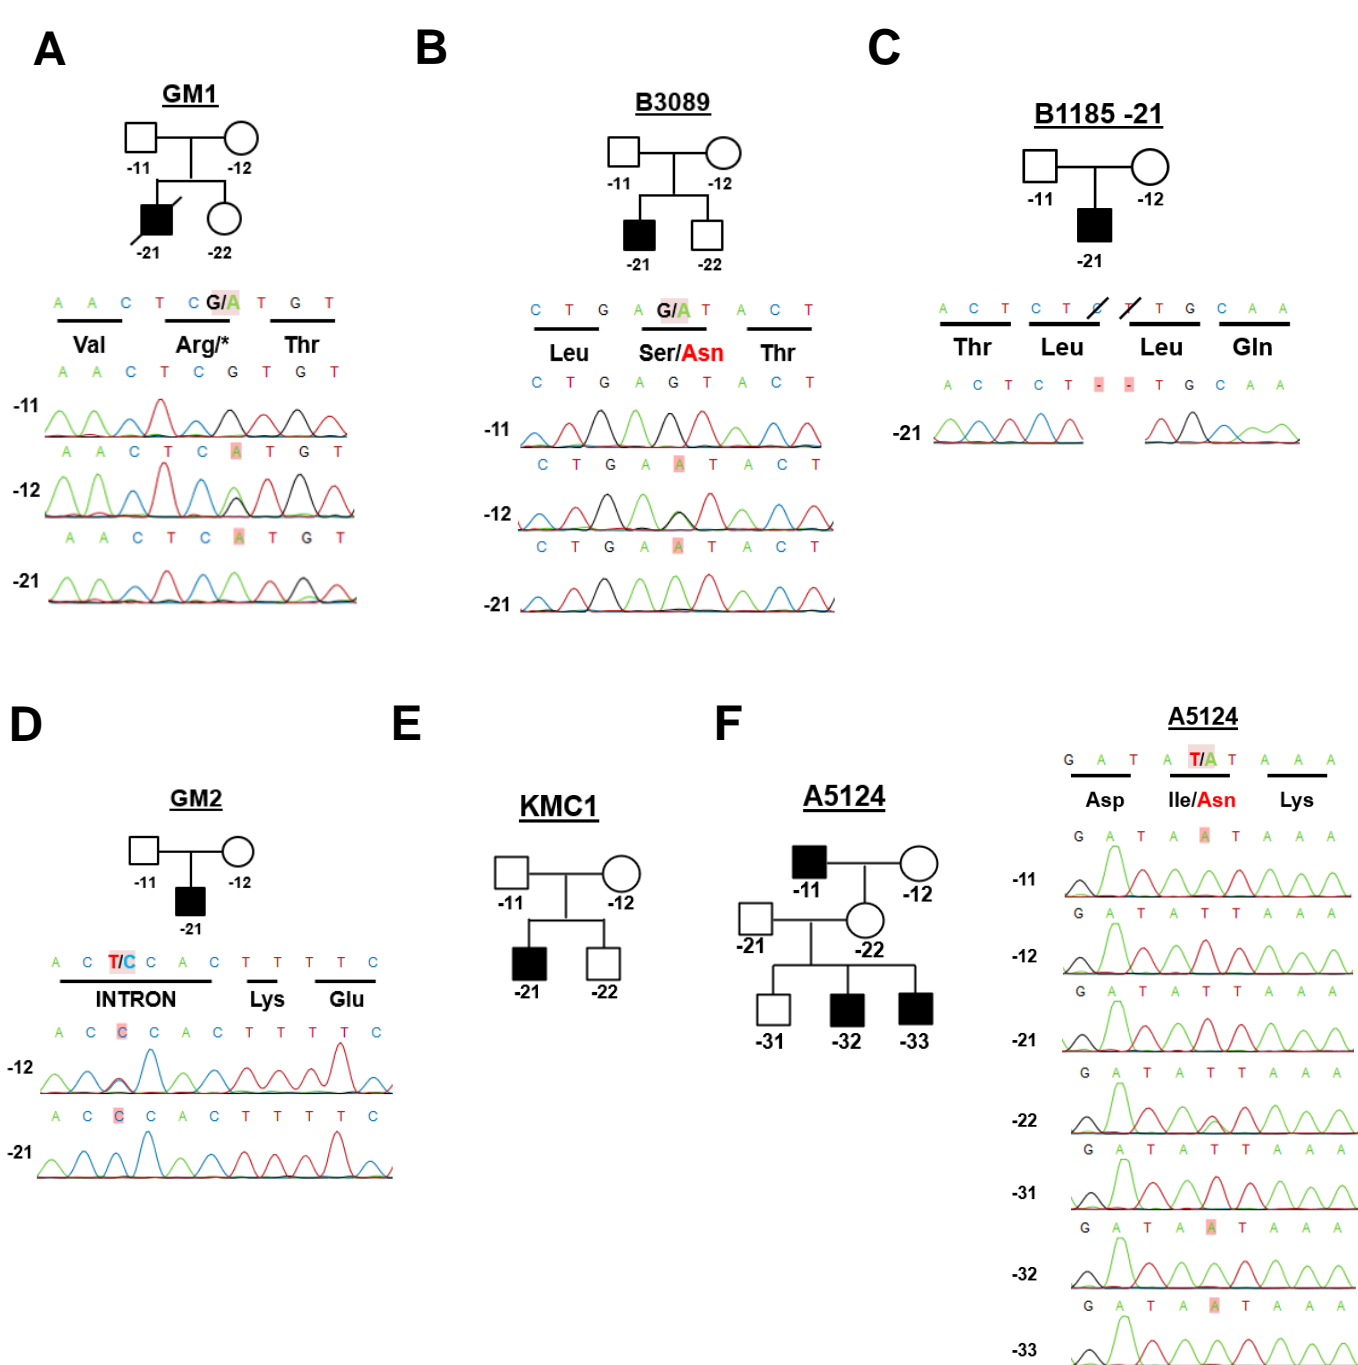 A
GM1
-11 -12
-21 -22
A A C T C G/A T G T
Val Arg/* Thr
A A C T C G T G T
-11
A A C T C A T G T
-12
A A C T C A T G T
-21
B
B3089
-11 -12
-21 -22
C T G A G/A T A C T
Leu Ser/Asn Thr
C T G A G T A C T
-11
C T G A A T A C T
-12
C T G A A T A C T
-21
C
B1185 -21
-11 -12
-21
A C T C T C T T G C A A
Thr Leu Leu Gln
A C T C T - - T G C A A
-21
D
GM2
-11 -12
-21
A C T/C C A C T T T T C
INTRON Lys Glu
A C C C A C T T T T C
-12
A C C C A C T T T T C
-21
E
KMC1
-11 -12
-21 -22
F
A5124
-11 -12
-21 -22
-31 -32 -33
A5124
G A T A T/A T A A A
Asp Ile/Asn Lys
G A T A A T A A A
-11
G A T A T T A A A
-12
G A T A T T A A A
-21
G A T A T T A A A
-22
G A T A T T A A A
-31
G A T A A T A A A
-32
G A T A A T A A A
-33